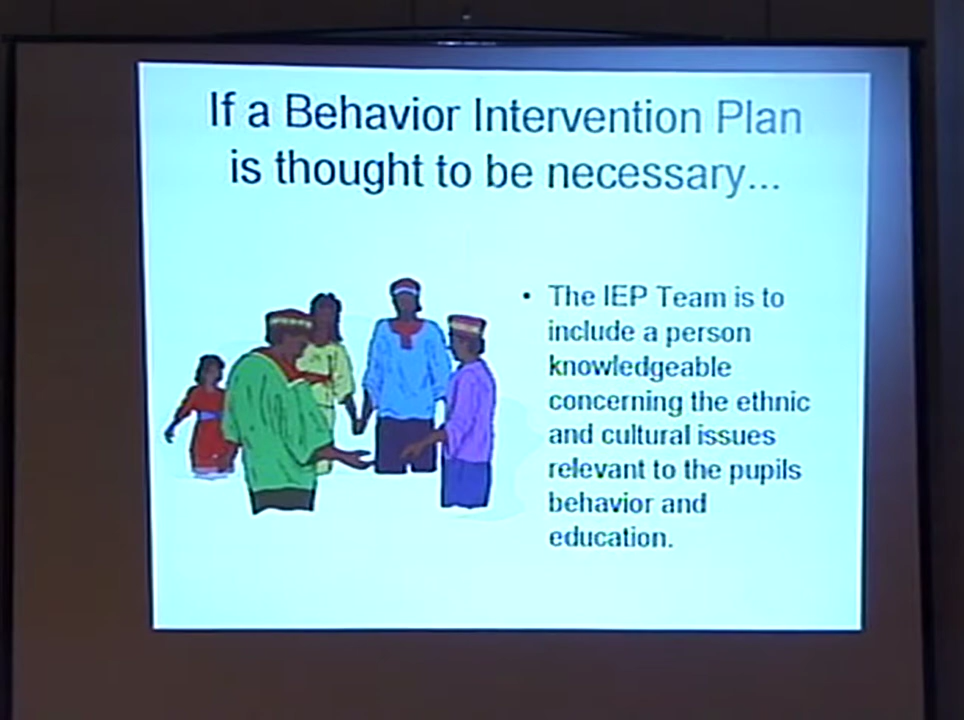 If a Behavior Intervention Plan
is thought to be necessary...
• The IEP Team is to
include a person
knowledgeable
concerning the ethnic
and cultural issues
relevant to the pupils
behavior and
education.